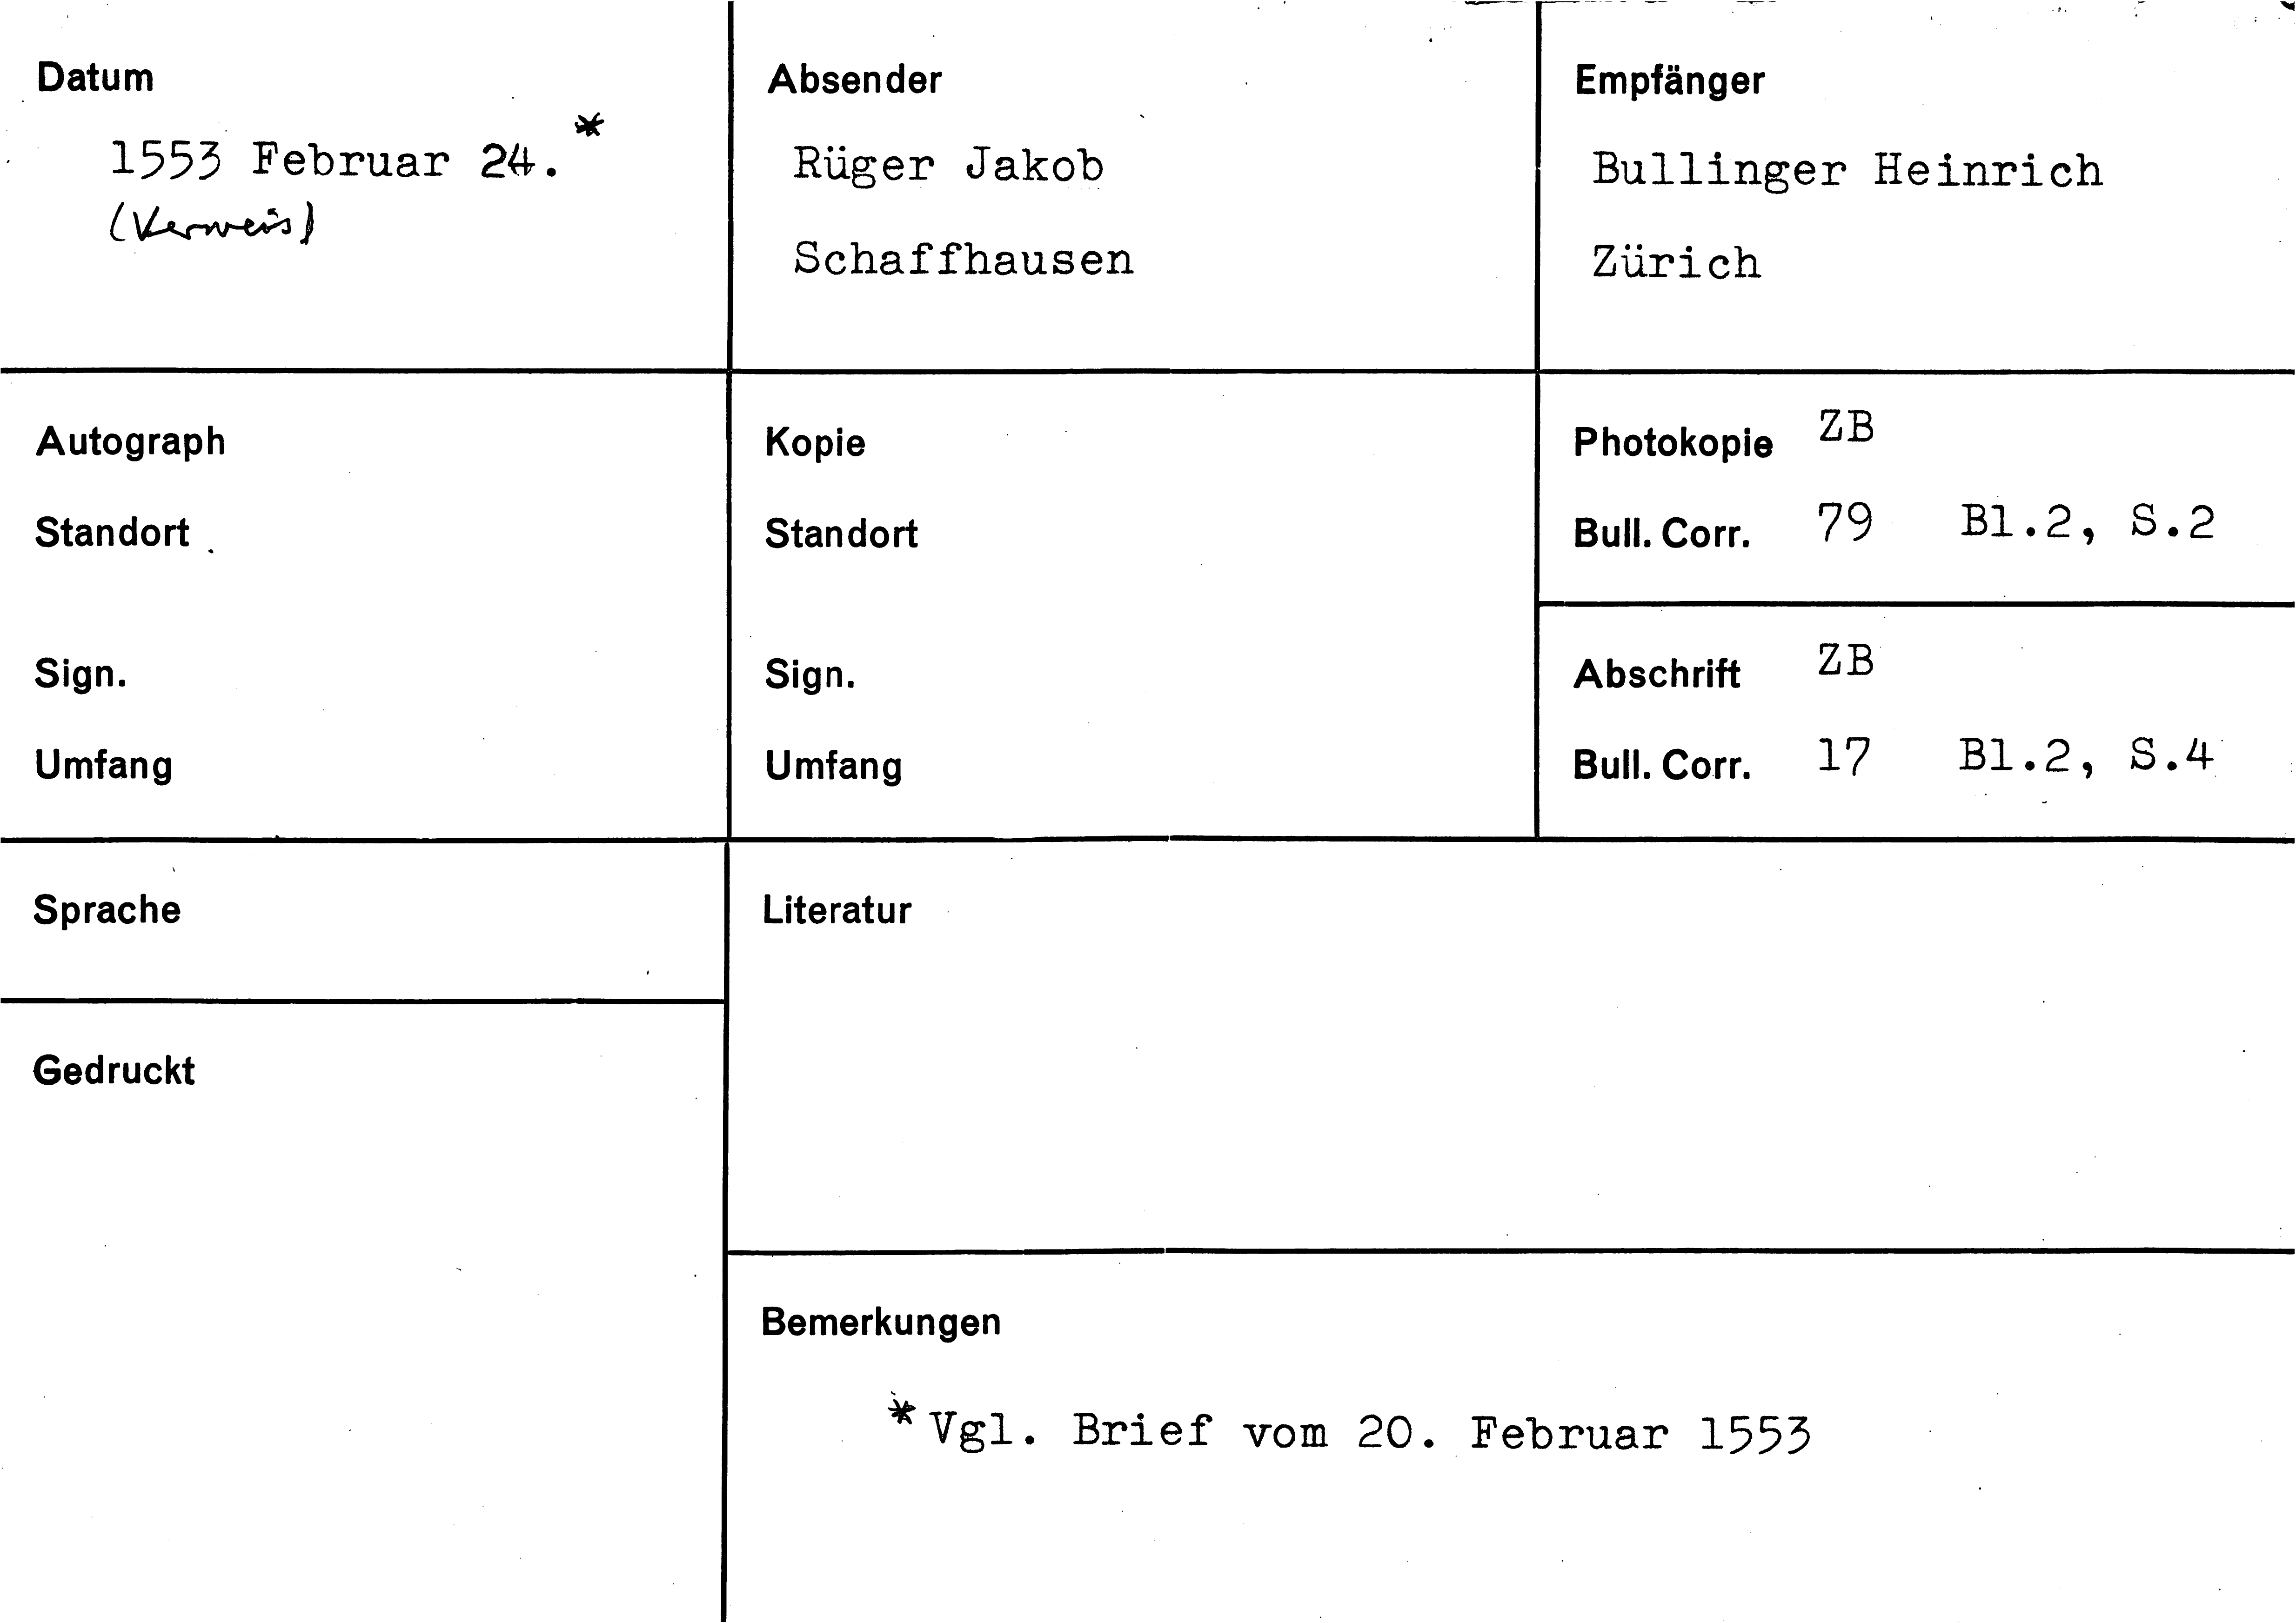 Datum
1553 Februar 24.*
(Verweis)
Absender
Rüger Jakob
Schaffhausen
Empfänger
Bullinger Heinrich
Zürich
Autograph
Standort
Sign.
Umfang
Kopie
Standort
Sign.
Umfang
Photokopie ZB
Bull. Corr. 79 Bl.2, S.2
Abschrift ZB
Bull. Corr. 17 Bl.2, S.4
Sprache
Gedruckt
Literatur
Bemerkungen
* Vgl. Brief vom 20. Februar 1553